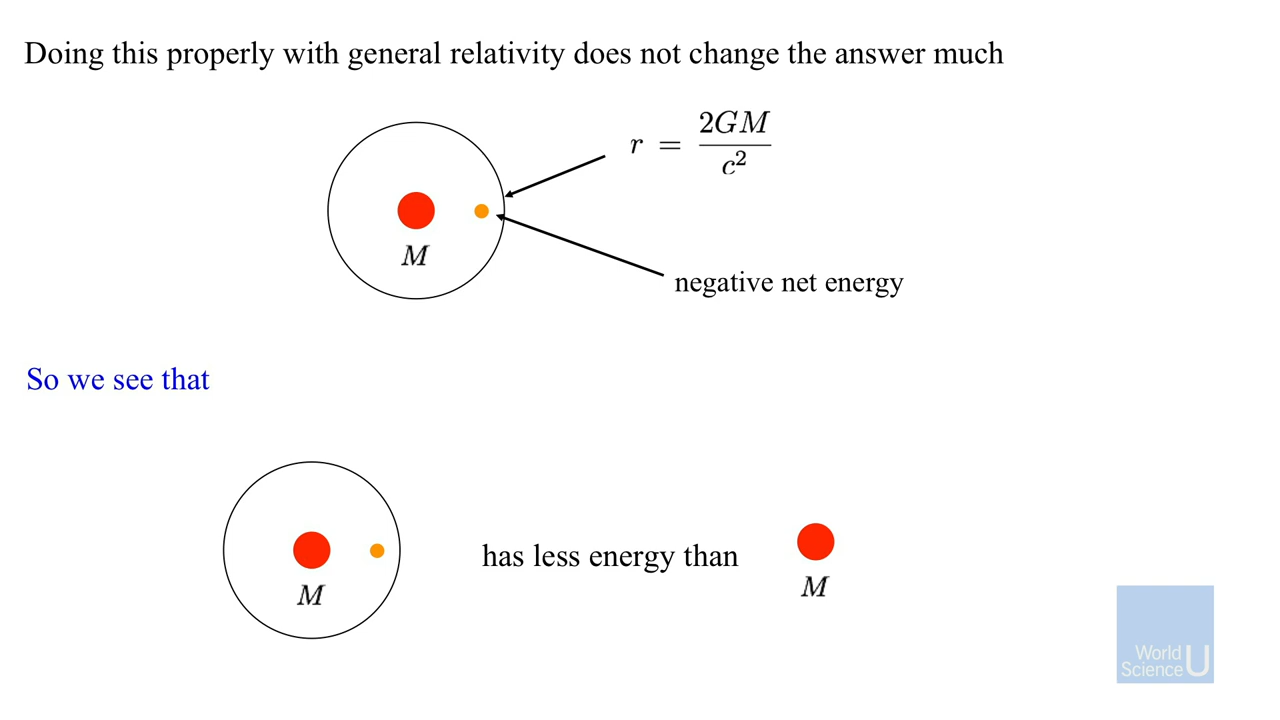 Doing this properly with general relativity does not change the answer much
r = 2GM/c²
M
negative net energy
So we see that
has less energy than
M
M
World
Science U